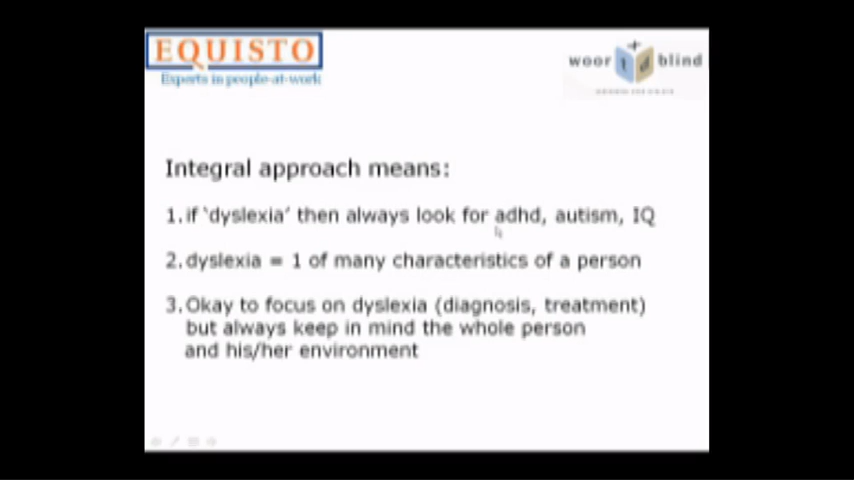 EQUISTO
Experts in people-at-work
woor td blind
Integral approach means:
1. if ‘dyslexia’ then always look for adhd, autism, IQ
2. dyslexia = 1 of many characteristics of a person
3. Okay to focus on dyslexia (diagnosis, treatment)
but always keep in mind the whole person
and his/her environment